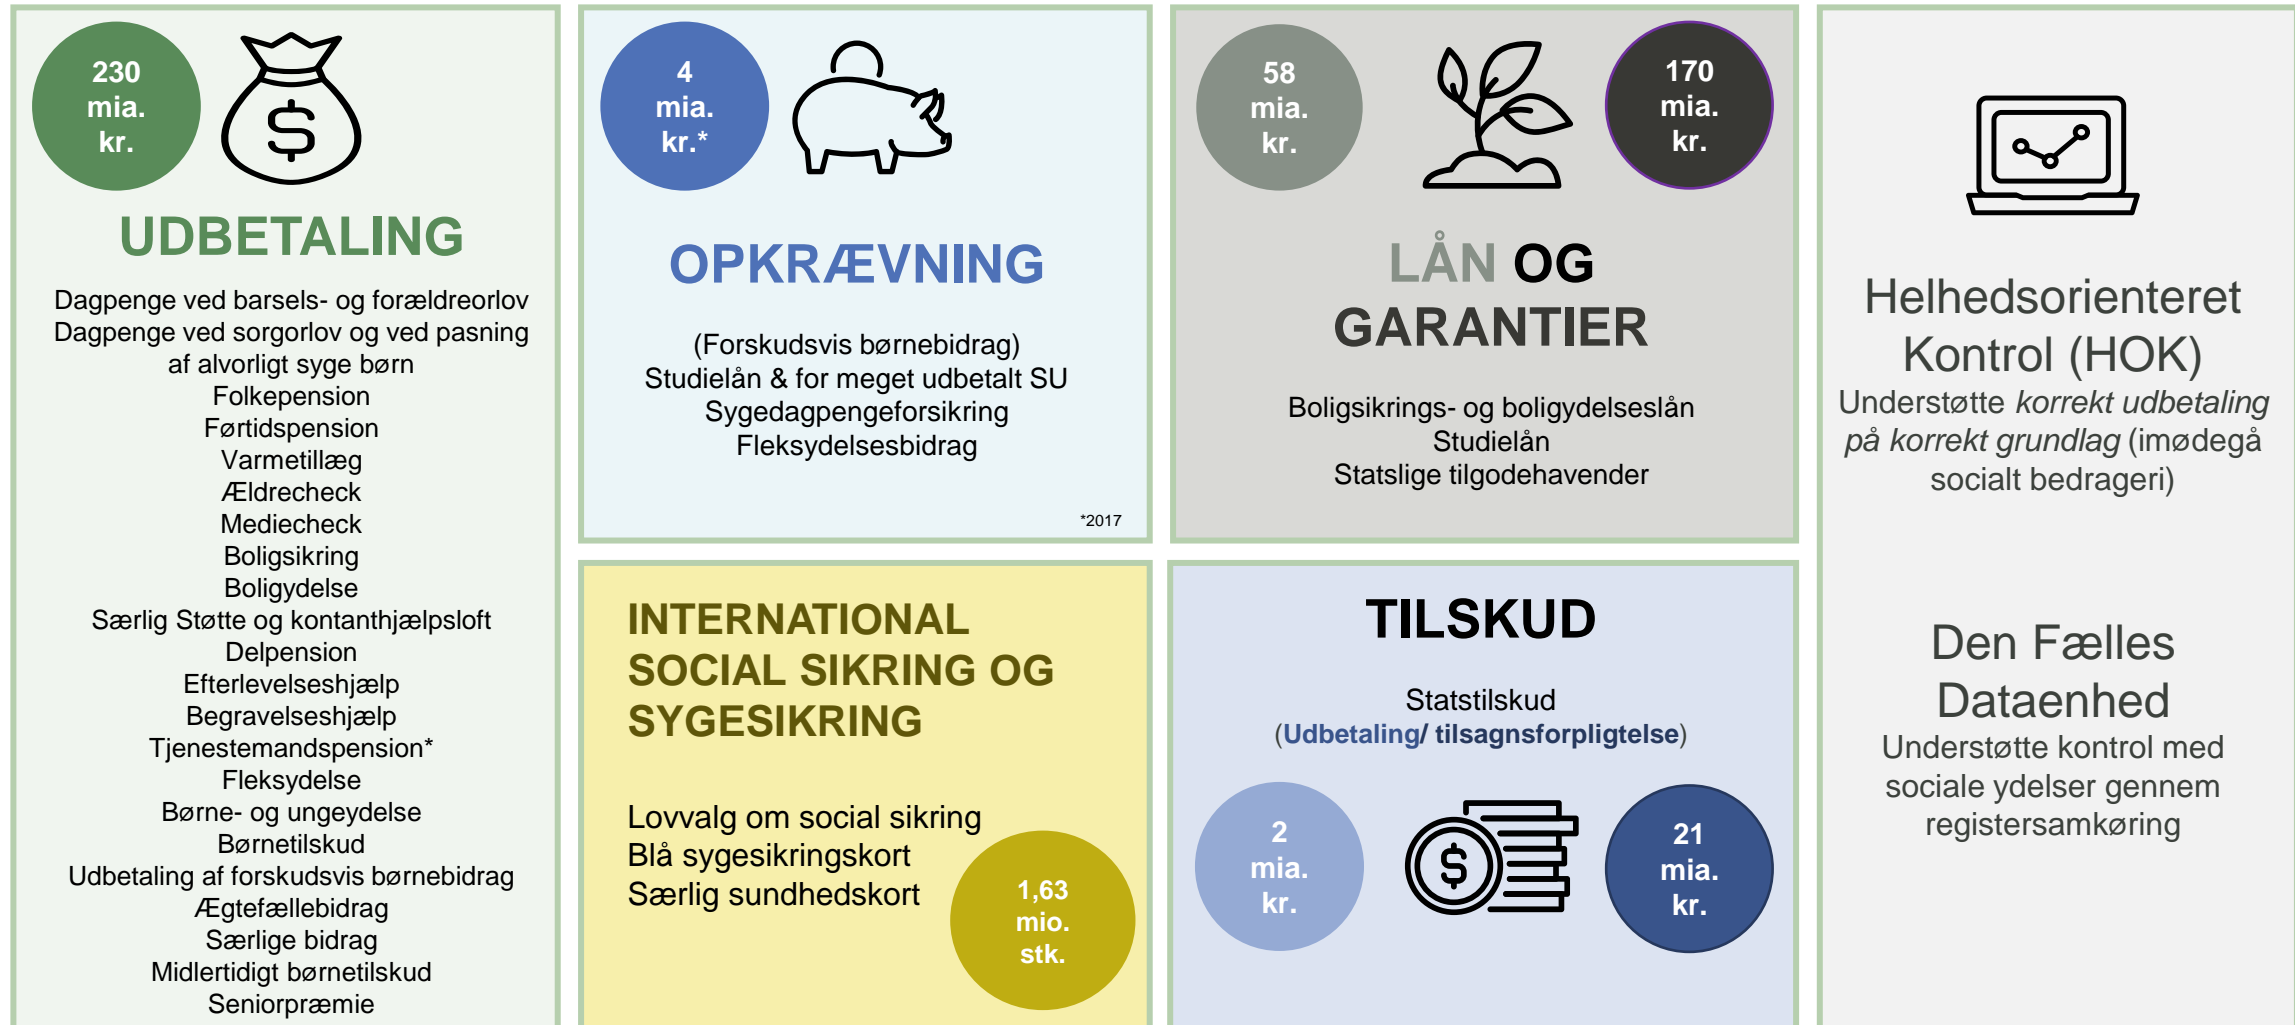 230
mia.
kr.
UDBETALING
Dagpenge ved barsels- og forældreorlov
Dagpenge ved sorgorlov og ved pasning
af alvorligt syge børn
Folkepension
Førtidspension
Varmetillæg
Ældrecheck
Mediecheck
Boligsikring
Boligydelse
Særlig Støtte og kontanthjælpsloft
Delpension
Efterlevelseshjælp
Begravelseshjælp
Tjenestemandspension*
Fleksydelse
Børne- og ungeydelse
Børnetilskud
Udbetaling af forskudsvis børnebidrag
Ægtefællebidrag
Særlige bidrag
Midlertidigt børnetilskud
Seniorpræmie
4
mia.
kr.*
OPKRÆVNING
(Forskudsvis børnebidrag)
Studielån & for meget udbetalt SU
Sygedagpengeforsikring
Fleksydelsesbidrag
*2017
58
mia.
kr.
170
mia.
kr.
LÅN OG
GARANTIER
Boligsikrings- og boligydelseslån
Studielån
Statslige tilgodehavender
INTERNATIONAL
SOCIAL SIKRING OG
SYGESIKRING
Lovvalg om social sikring
Blå sygesikringskort
Særlig sundhedskort
1,63
mio.
stk.
TILSKUD
Statstilskud
(Udbetaling/ tilsagnsforpligtelse)
2
mia.
kr.
21
mia.
kr.
Helhedsorienteret
Kontrol (HOK)
Understøtte korrekt udbetaling
på korrekt grundlag (imødegå
socialt bedrageri)
Den Fælles
Dataenhed
Understøtte kontrol med
sociale ydelser gennem
registersamkøring